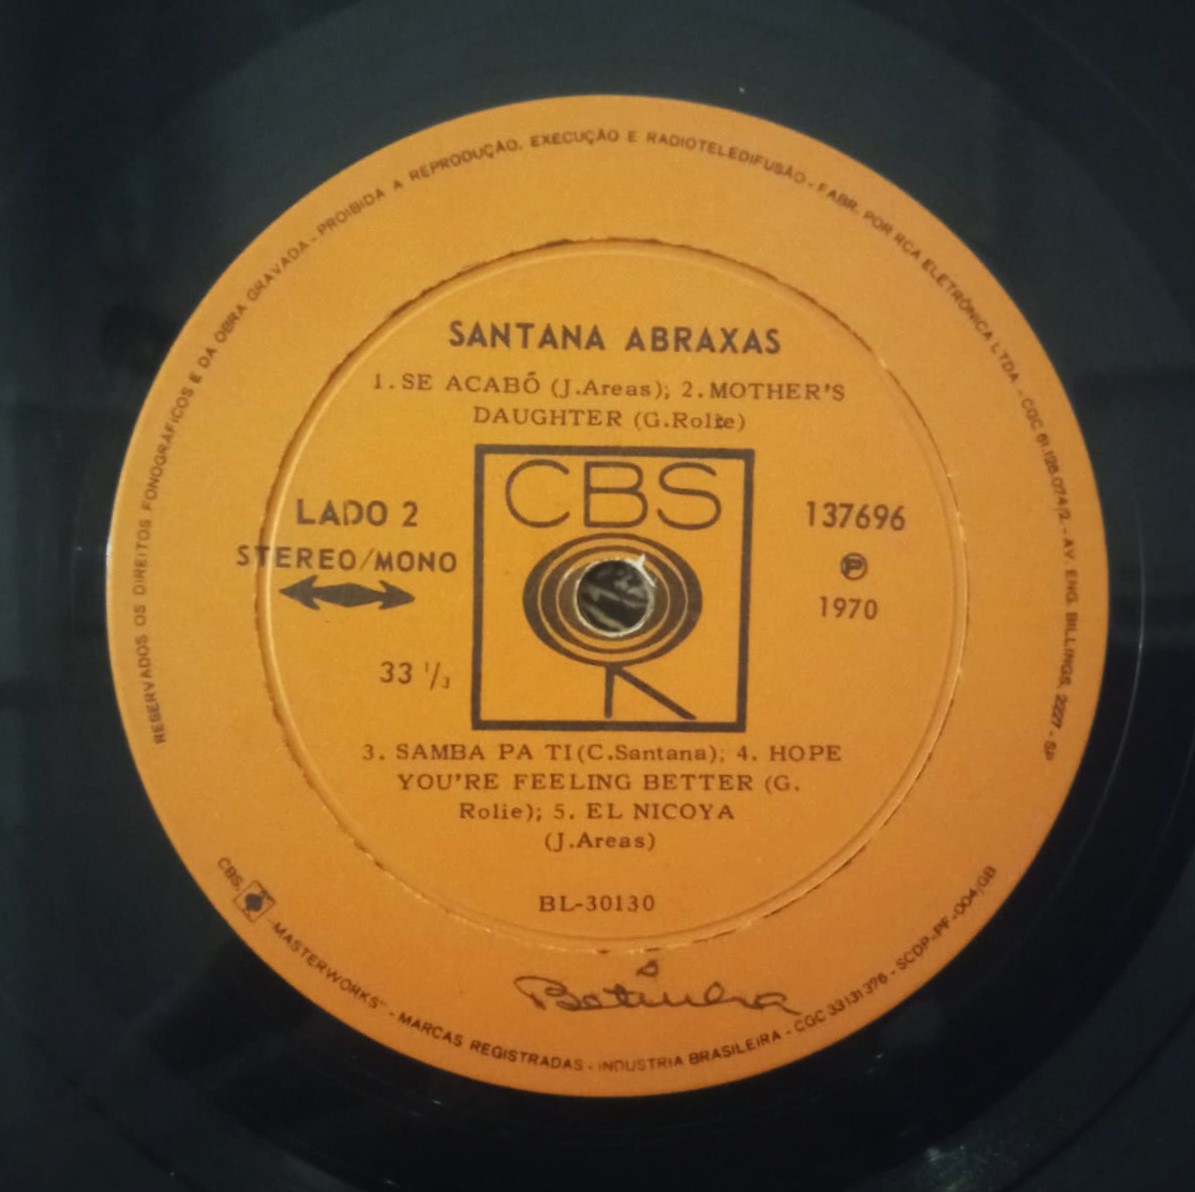 RESERVADOS OS DIREITOS FONOGRÁFICOS E DA OBRA GRAVADA - PROIBIDA A REPRODUÇÃO, EXECUÇÃO E RADIOTELEDIFUSÃO - FABR. POR RCA ELETRÔNICA LTDA - CGC 61.128.074/2 - AV. ENG. BILLINGS, 2227 - SP
SANTANA ABRAXAS
1. SE ACABÓ (J.Areas); 2. MOTHER'S
DAUGHTER (G.Rolie)
CBS
LADO 2
STEREO/MONO
33 1/3
137696
℗
1970
3. SAMBA PA TI(C.Santana); 4. HOPE
YOU'RE FEELING BETTER (G.
Rolie); 5. EL NICOYA
(J.Areas)
BL-30130
CBS, "MASTERWORKS" - MARCAS REGISTRADAS - INDUSTRIA BRASILEIRA - CGC 33131376 - SCDP-PF-004/GB